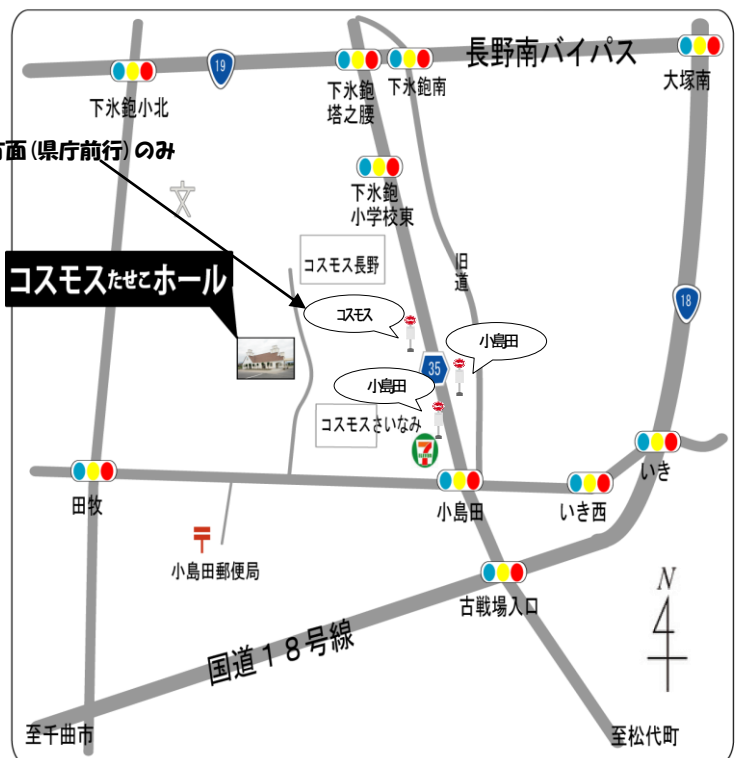 19
長野南バイパス
下氷鉋小北
下氷鉋
塔之腰
下氷鉋南
大塚南
方面(県庁前行)のみ
下氷鉋
小学校東
文
コスモス長野
旧
道
コスモスたせこホール
18
コスモス
小島田
35
小島田
コスモスさいなみ
7
いき
田牧
小島田
いき西
小島田郵便局
古戦場入口
N
国道18号線
至千曲市
至松代町